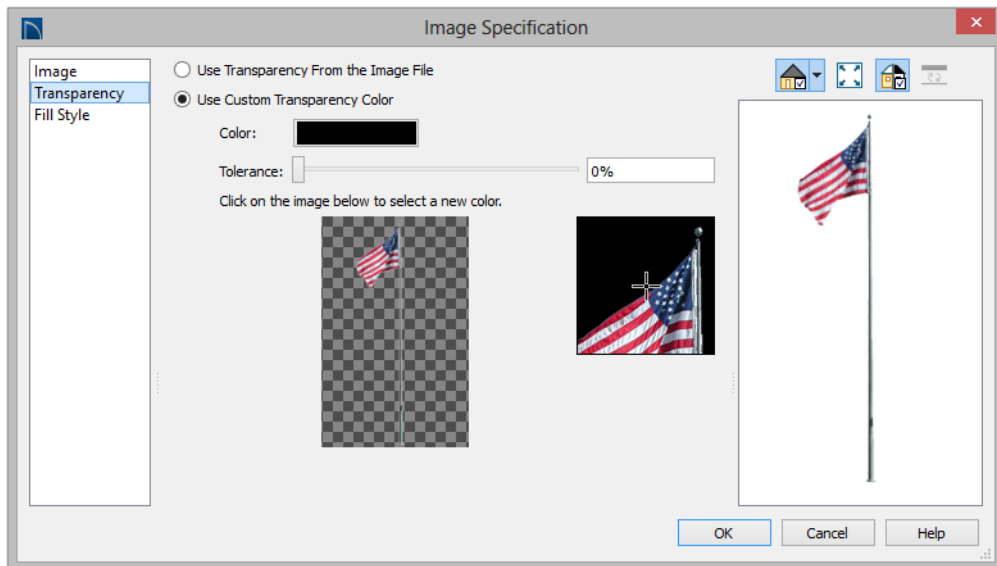 Image Specification
Image
Transparency
Fill Style
Use Transparency From the Image File
Use Custom Transparency Color
Color:
Tolerance:
0%
Click on the image below to select a new color.
OK
Cancel
Help